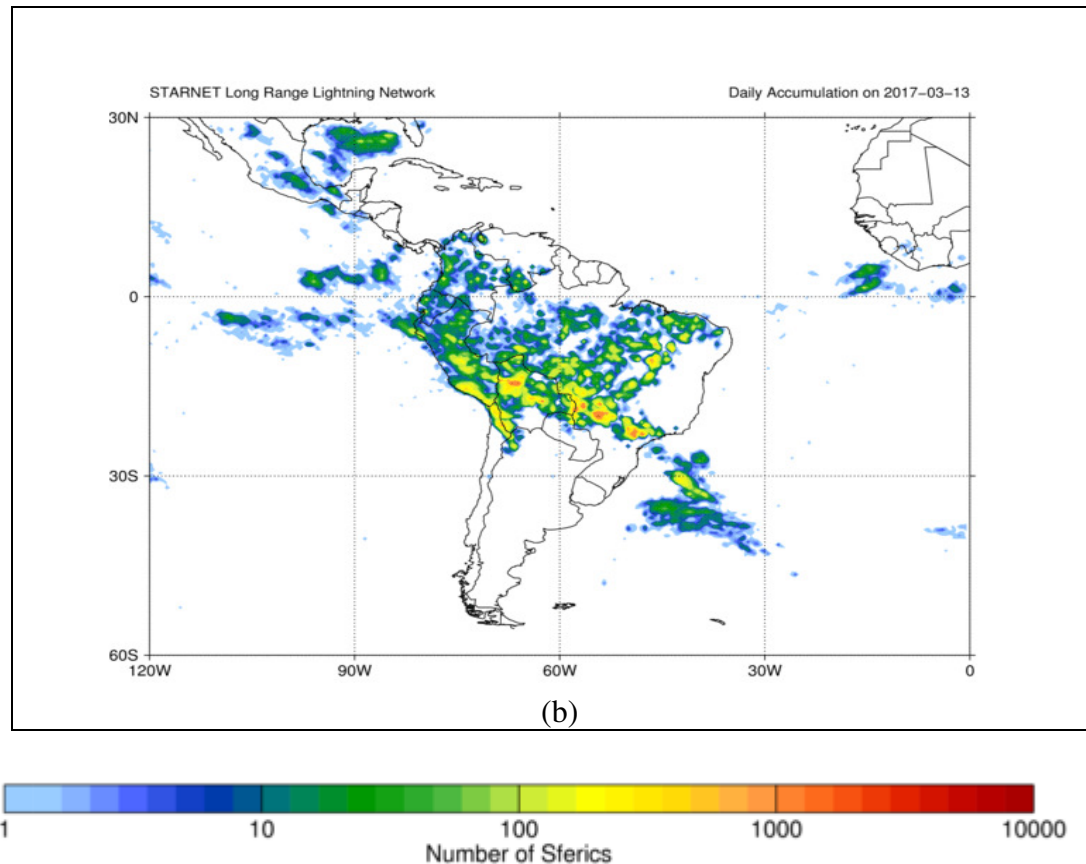 STARNET Long Range Lightning Network Daily Accumulation on 2017−03−13
30N
0
30S
60S
120W 90W 60W 30W 0
(b)
1 10 100 1000 10000
Number of Sferics